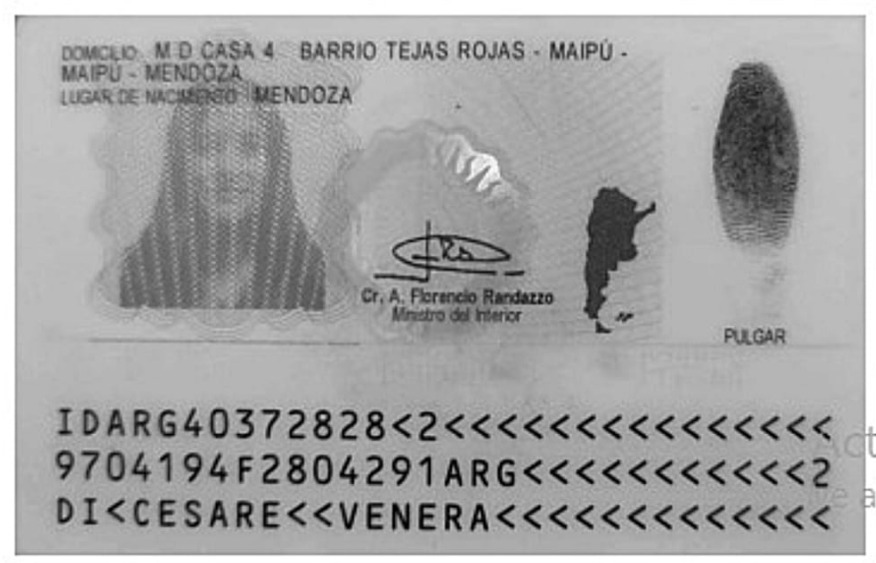 DOMICILIO M D CASA 4 BARRIO TEJAS ROJAS - MAIPÚ -
MAIPU - MENDOZA
LUGAR DE NACIMIENTO MENDOZA
Cr. A. Florencio Randazzo
Ministro del Interior
PULGAR
IDARG40372828<2<<<<<<<<<<<<<<<
9704194F2804291ARG<<<<<<<<<<<2
DI<CESARE<<VENERA<<<<<<<<<<<<<